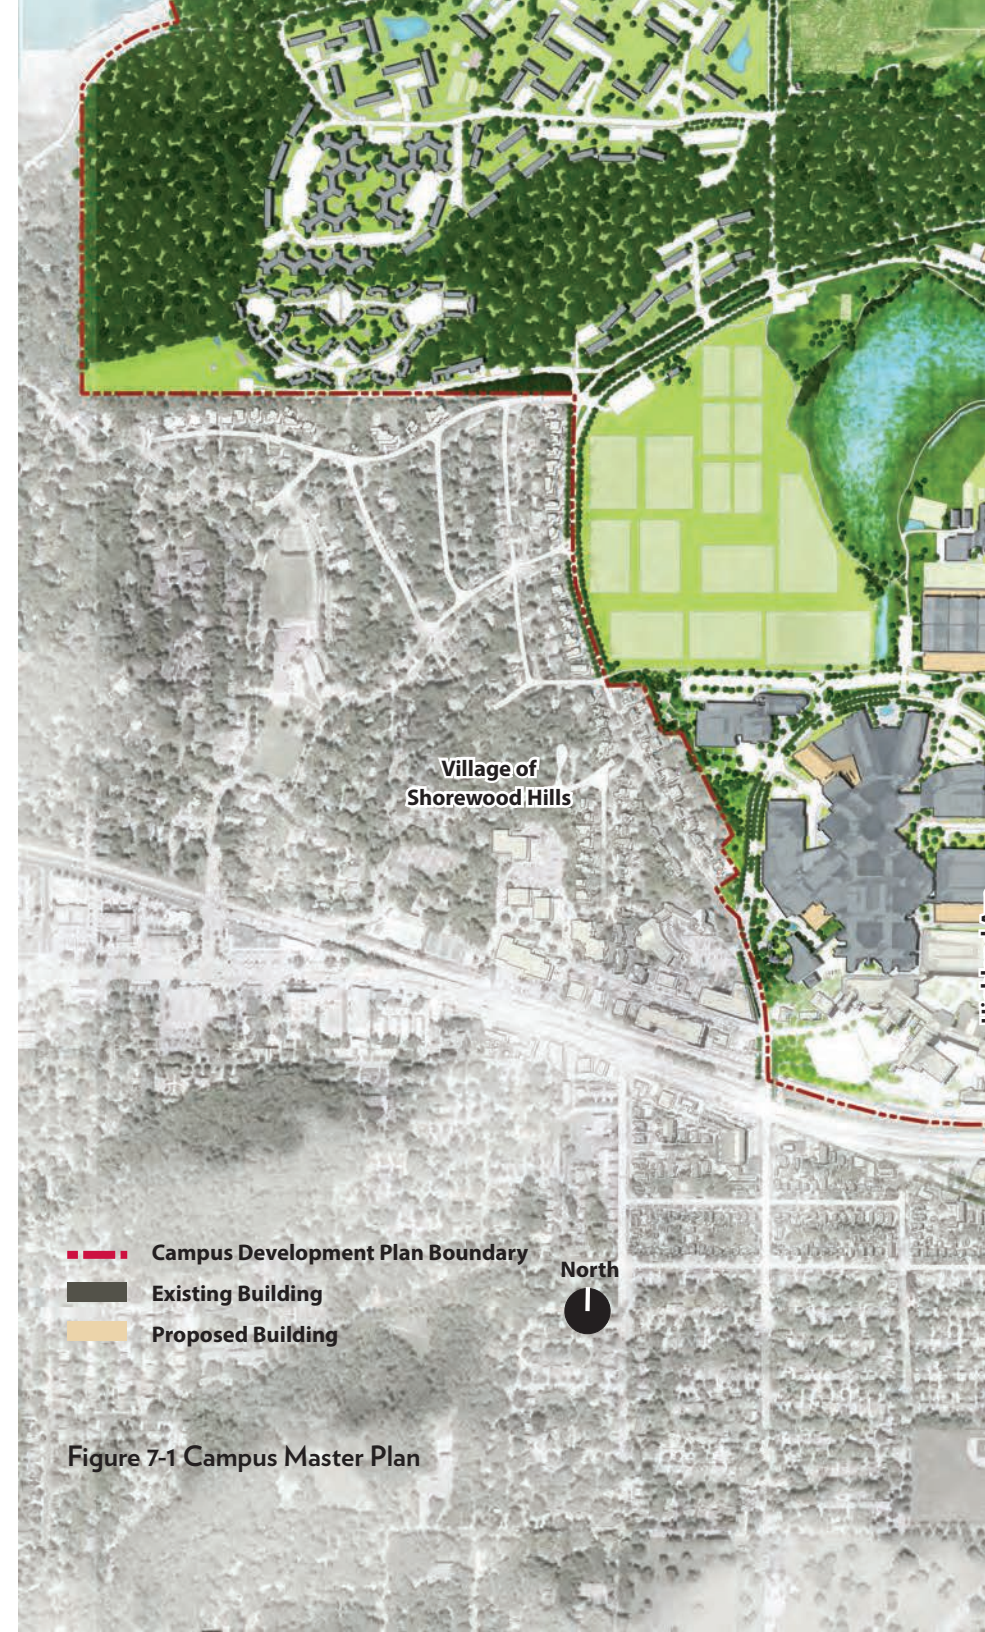 Village of
Shorewood Hills
Campus Development Plan Boundary
Existing Building
Proposed Building
North
Figure 7-1 Campus Master Plan